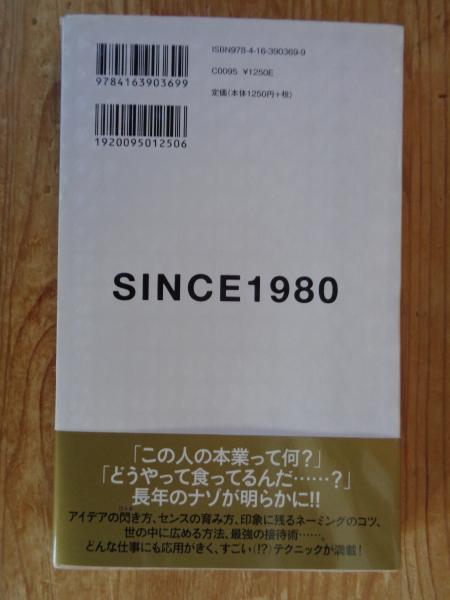 ISBN978-4-16-390369-9
C0095 ¥1250E
定価(本体1250円+税)
9784163903699
1920095012506
SINCE1980
「この人の本業って何?」
「どうやって食ってるんだ……?」
長年のナゾが明らかに!!
アイデアの閃き方、センスの育み方、印象に残るネーミングのコツ、
世の中に広める方法、最強の接待術……。
どんな仕事にも応用がきく、すごい(!?)テクニックが満載!